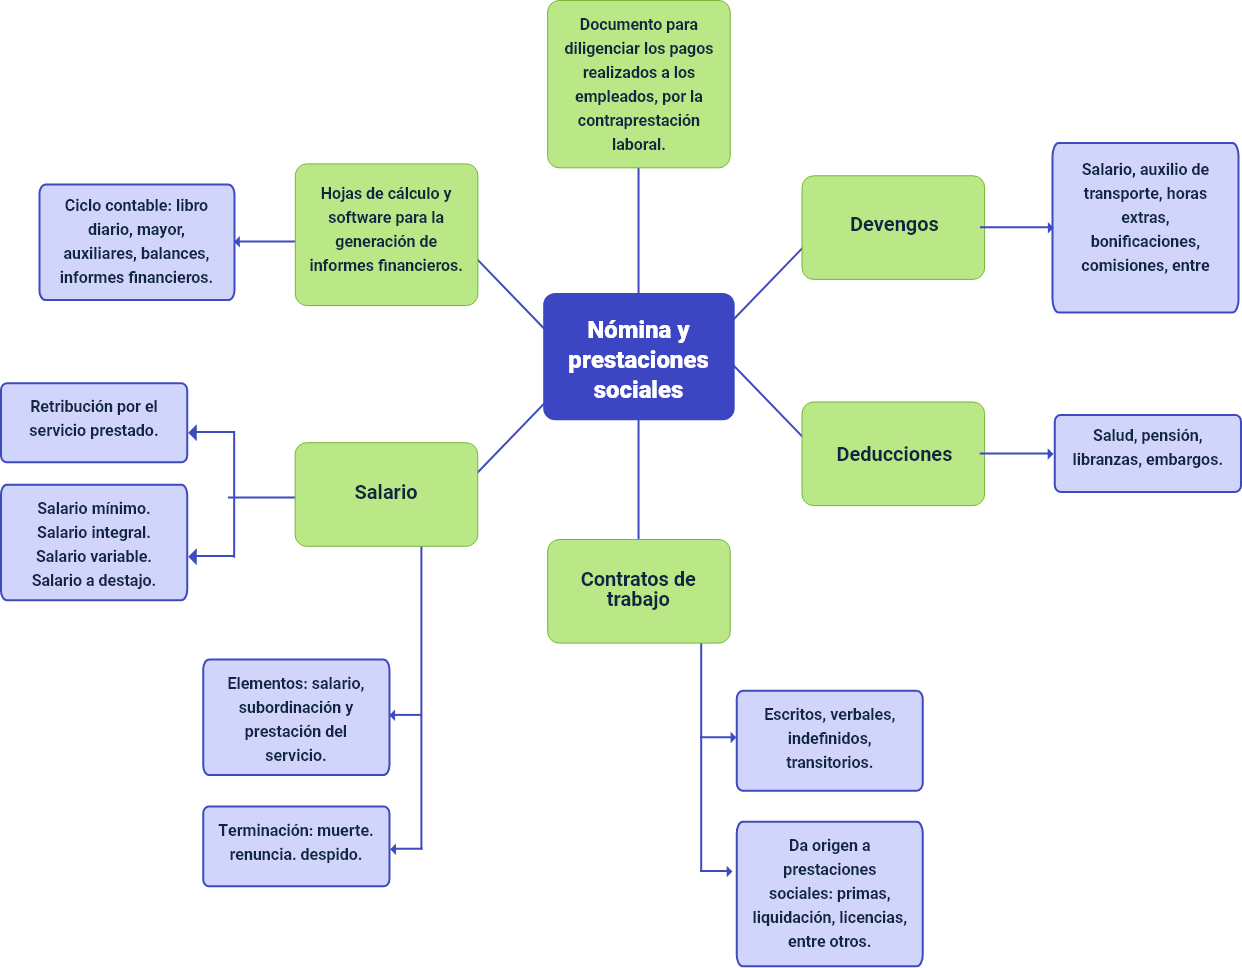 Documento para
diligenciar los pagos
realizados a los
empleados, por la
contraprestación
laboral.
Hojas de cálculo y
software para la
generación de
informes financieros.
Ciclo contable: libro
diario, mayor,
auxiliares, balances,
informes financieros.
Devengos
Salario, auxilio de
transporte, horas
extras,
bonificaciones,
comisiones, entre
Nómina y
prestaciones
sociales
Retribución por el
servicio prestado.
Salario mínimo.
Salario integral.
Salario variable.
Salario a destajo.
Salario
Deducciones
Salud, pensión,
libranzas, embargos.
Contratos de
trabajo
Elementos: salario,
subordinación y
prestación del
servicio.
Terminación: muerte.
renuncia. despido.
Escritos, verbales,
indefinidos,
transitorios.
Da origen a
prestaciones
sociales: primas,
liquidación, licencias,
entre otros.